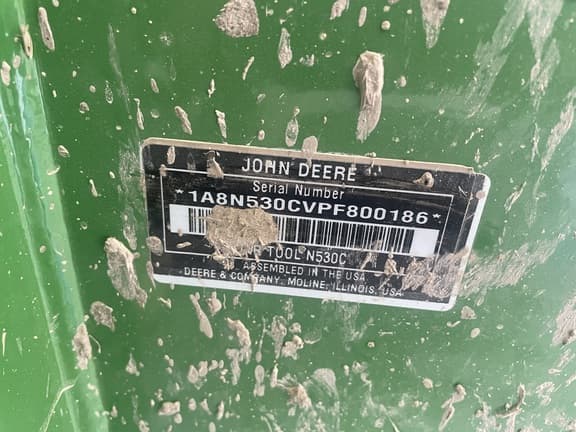 JOHN DEERE
Serial Number
*1A8N530CVPF800186*
TOOL N530C
ASSEMBLED IN THE USA
DEERE & COMPANY, MOLINE, ILLINOIS, USA